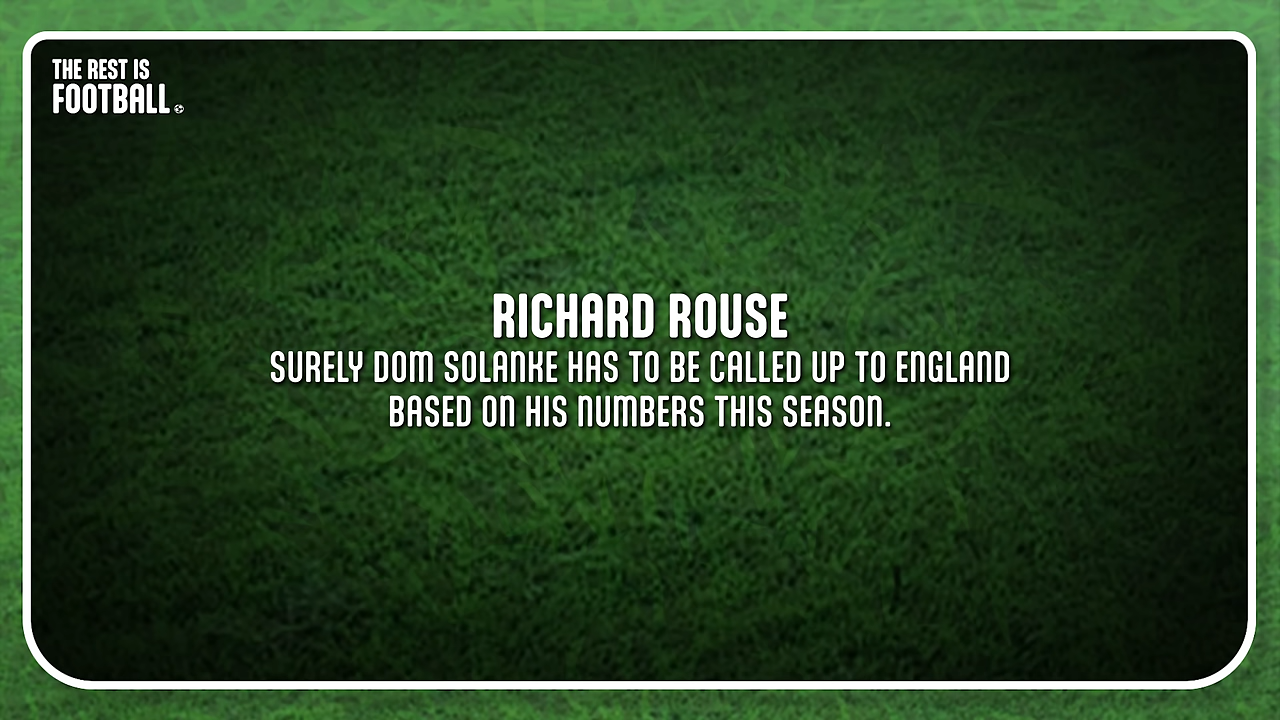 THE REST IS
FOOTBALL
RICHARD ROUSE
SURELY DOM SOLANKE HAS TO BE CALLED UP TO ENGLAND
BASED ON HIS NUMBERS THIS SEASON.